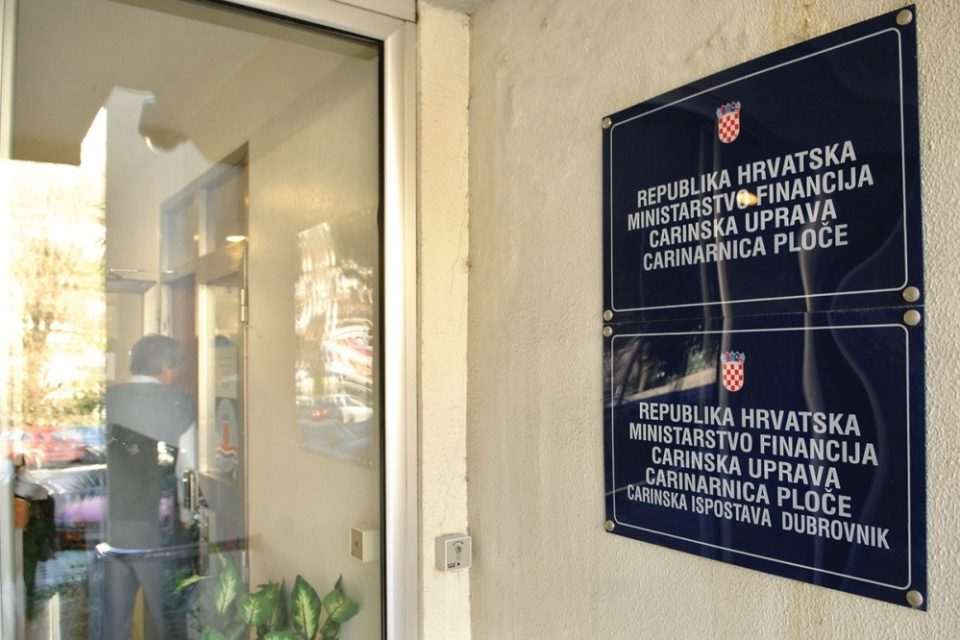 REPUBLIKA HRVATSKA
MINISTARSTVO FINANCIJA
CARINSKA UPRAVA
CARINARNICA PLOČE
REPUBLIKA HRVATSKA
MINISTARSTVO FINANCIJA
CARINSKA UPRAVA
CARINARNICA PLOČE
CARINSKA ISPOSTAVA DUBROVNIK